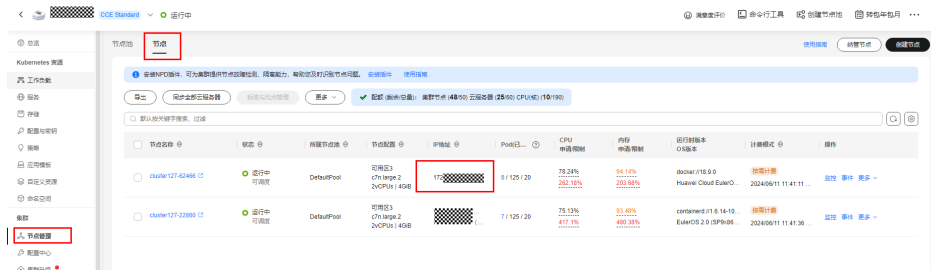 CCE Standard 运行中 满意度评价 命令行工具 创建节点池 转包年包月
总览
Kubernetes 资源
工作负载
服务
存储
配置与密钥
策略
应用模板
自定义资源
命名空间
集群
节点管理
配置中心
节点池 节点 使用指南 纳管节点 创建节点
安装NPD插件，可为集群提供节点故障检测、隔离能力，帮助您及时识别节点问题。 安装插件 使用指南
导出 同步全部云服务器 更多 配额 (剩余/总量): 集群节点 (48/50) 云服务器 (25/60) CPU(核) (10/190)
默认按关键字搜索、过滤
节点名称 状态 所属节点池 节点配置 IP地址 Pod(已... CPU 申请/限制 内存 申请/限制 运行时版本 OS版本 计费模式 操作
cluster127-62466 运行中 可调度 DefaultPool 可用区3 c7n.large.2 2vCPUs | 4GiB 172 8 / 125 / 20 78.24% 262.18% 94.14% 203.68% docker://18.9.0 Huawei Cloud EulerO... 按需计费 2024/06/11 11:41:11 ... 监控 事件 更多
cluster127-22860 运行中 可调度 DefaultPool 可用区3 c7n.large.2 2vCPUs | 4GiB 7 / 125 / 20 75.13% 417.1% 93.40% 480.38% containerd://1.6.14-10... EulerOS 2.0 (SP9x86... 按需计费 2024/06/11 11:41:36 ... 监控 事件 更多